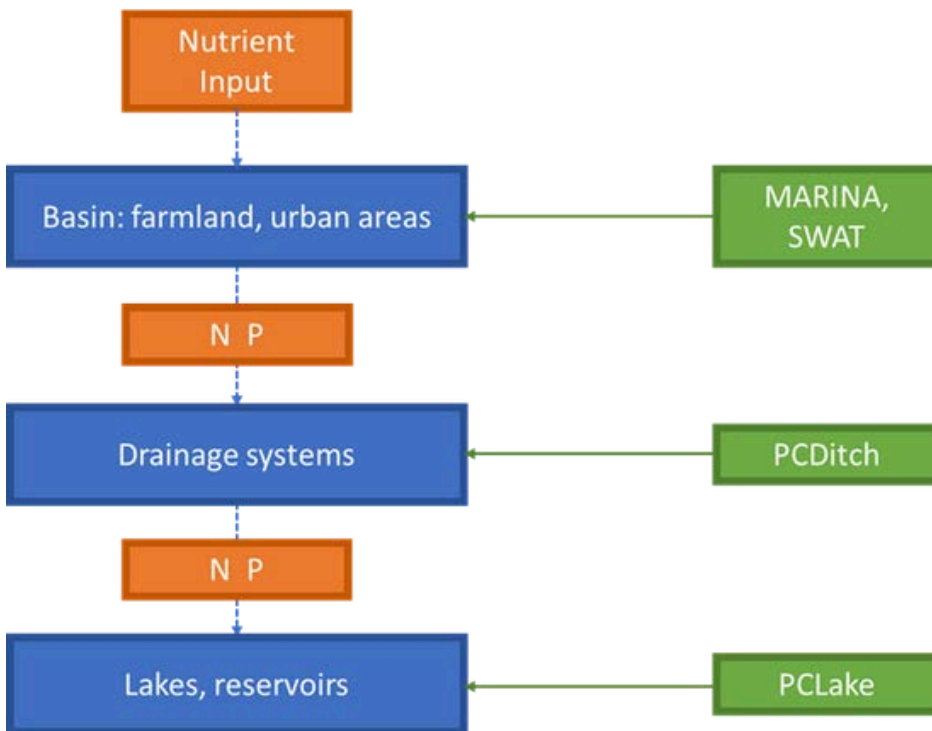 Nutrient
Input
Basin: farmland, urban areas
MARINA,
SWAT
N P
Drainage systems
PCDitch
N P
Lakes, reservoirs
PCLake